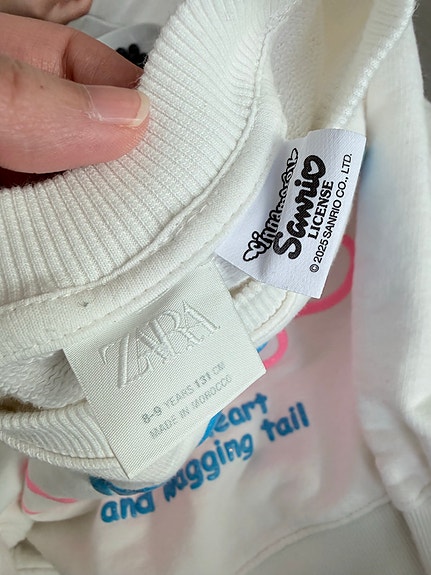 Cinnamoroll
Sanrio
LICENSE
© 2025 SANRIO CO., LTD.
ZARA
8-9 YEARS 131 CM
MADE IN MOROCCO
eart
and wagging tail